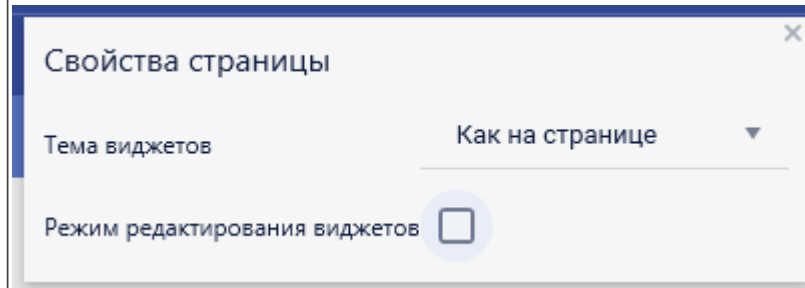 Свойства страницы
Тема виджетов Как на странице
Режим редактирования виджетов